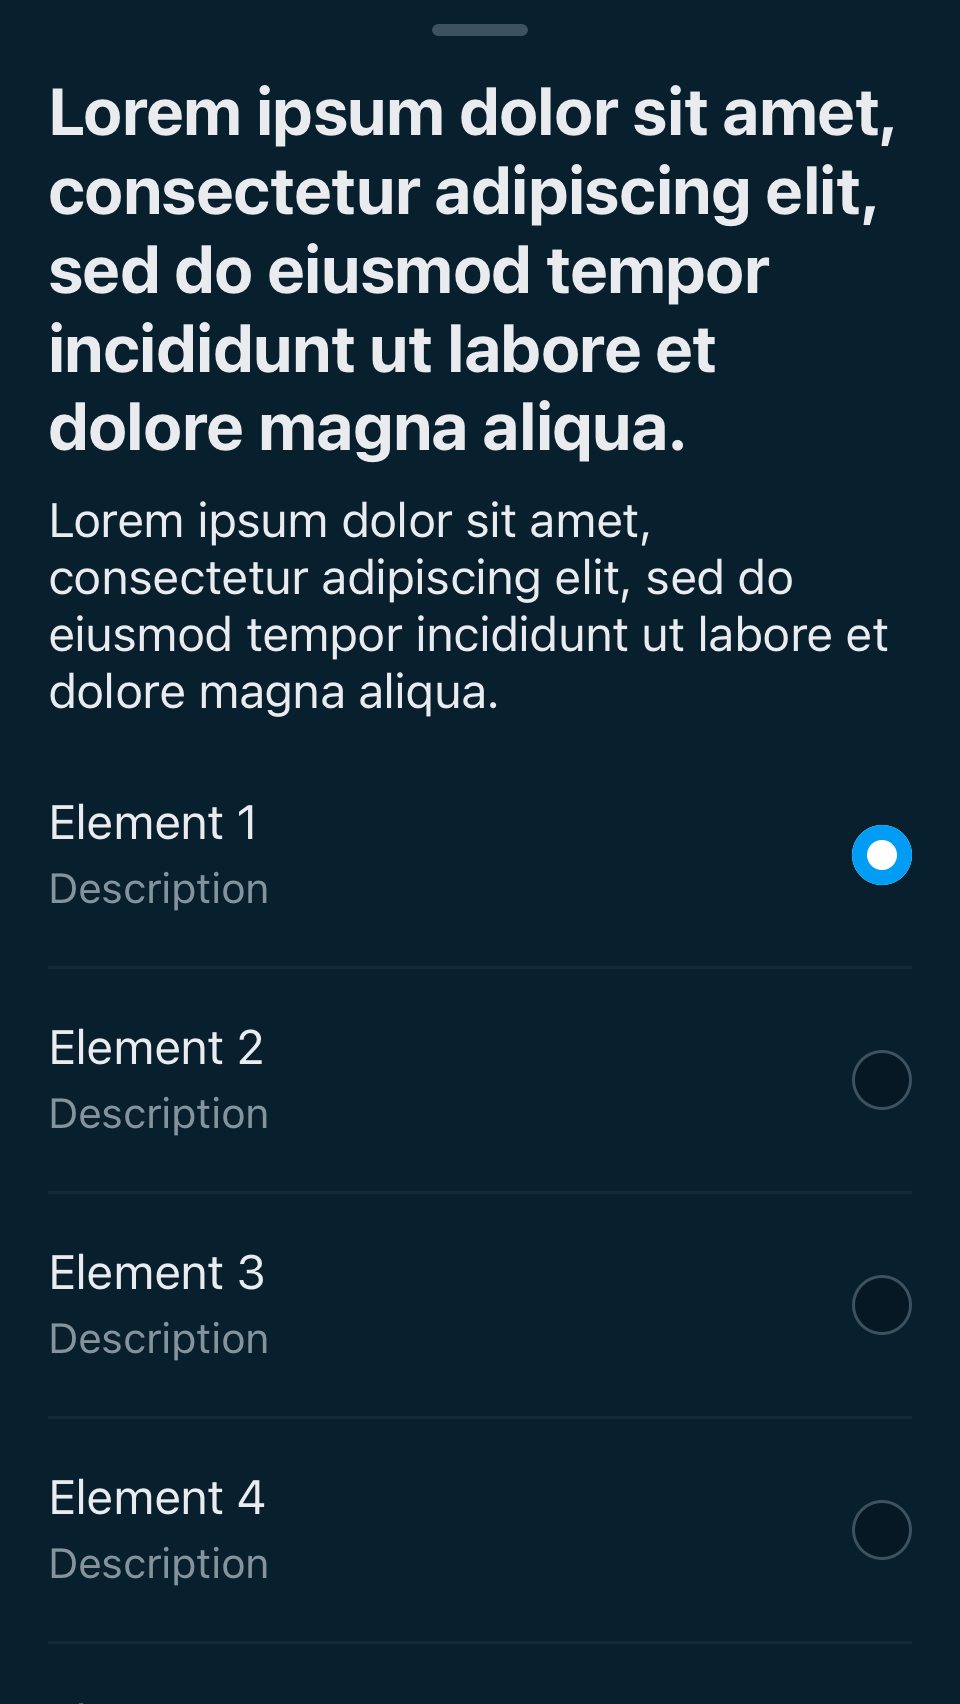 Lorem ipsum dolor sit amet,
consectetur adipiscing elit,
sed do eiusmod tempor
incididunt ut labore et
dolore magna aliqua.
Lorem ipsum dolor sit amet,
consectetur adipiscing elit, sed do
eiusmod tempor incididunt ut labore et
dolore magna aliqua.
Element 1
Description
Element 2
Description
Element 3
Description
Element 4
Description